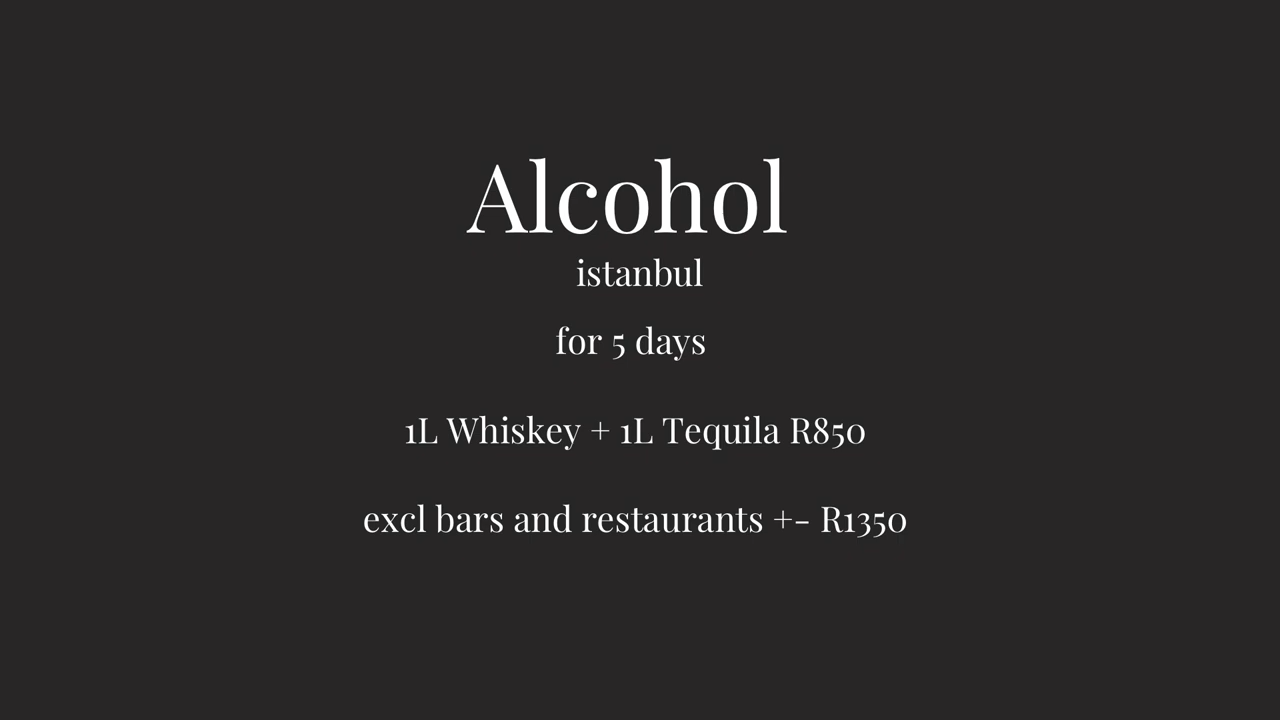 Alcohol
istanbul
for 5 days
1L Whiskey + 1L Tequila R850
excl bars and restaurants +- R1350